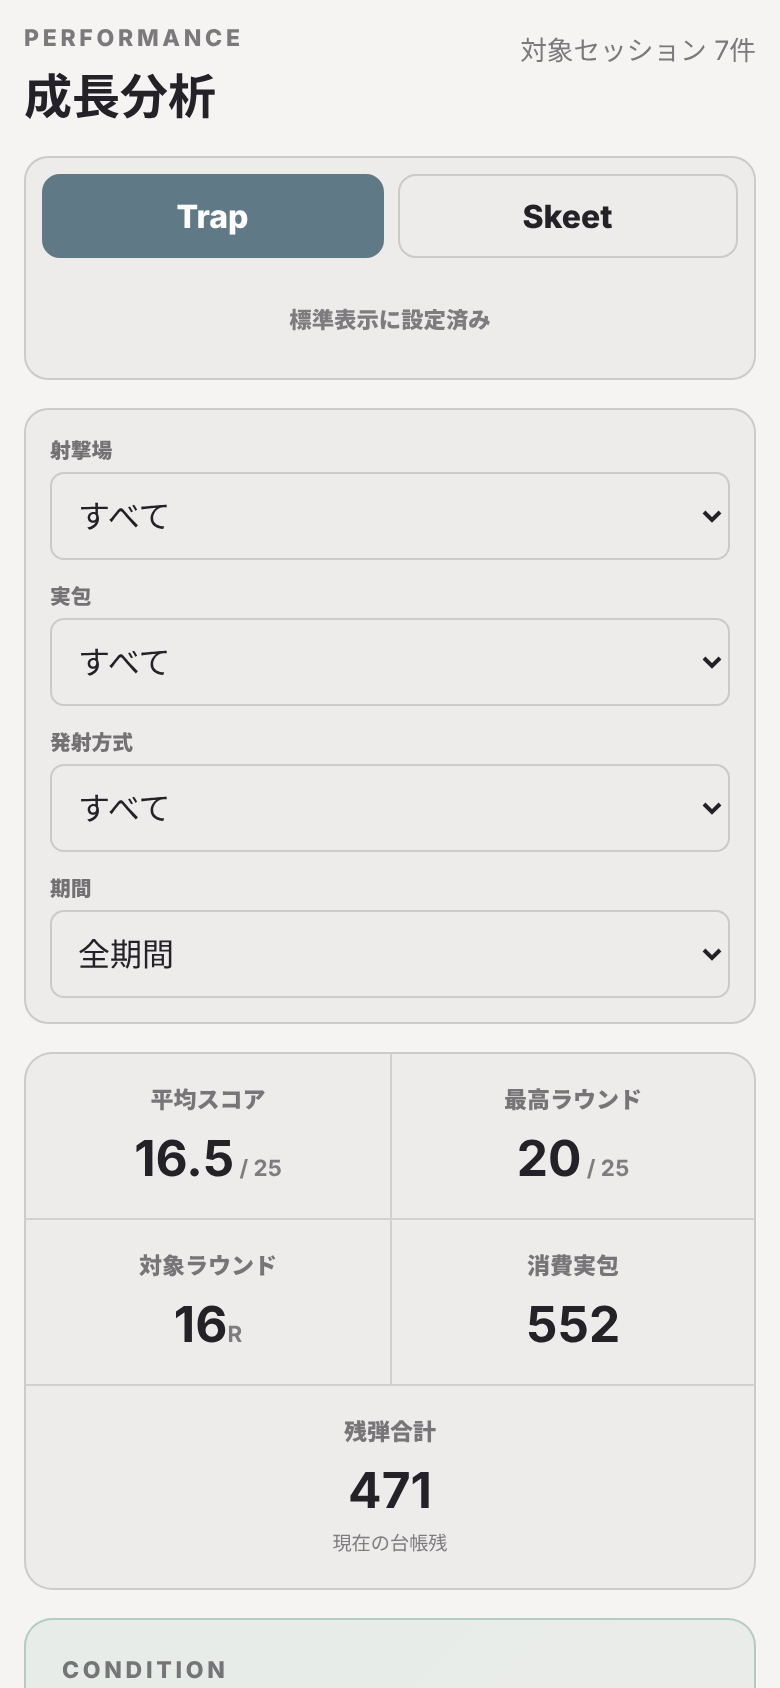 PERFORMANCE
成長分析
対象セッション 7件
Trap
Skeet
標準表示に設定済み
射撃場
すべて
実包
すべて
発射方式
すべて
期間
全期間
平均スコア
16.5 / 25
最高ラウンド
20 / 25
対象ラウンド
16R
消費実包
552
残弾合計
471
現在の台帳残
CONDITION